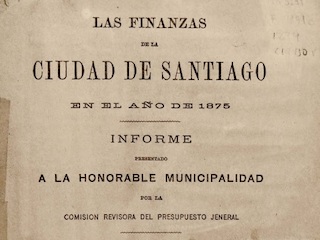 LAS FINANZAS
DE LA
CIUDAD DE SANTIAGO
EN EL AÑO DE 1875
INFORME
PRESENTADO
A LA HONORABLE MUNICIPALIDAD
POR LA
COMISION REVISORA DEL PRESUPUESTO JENERAL